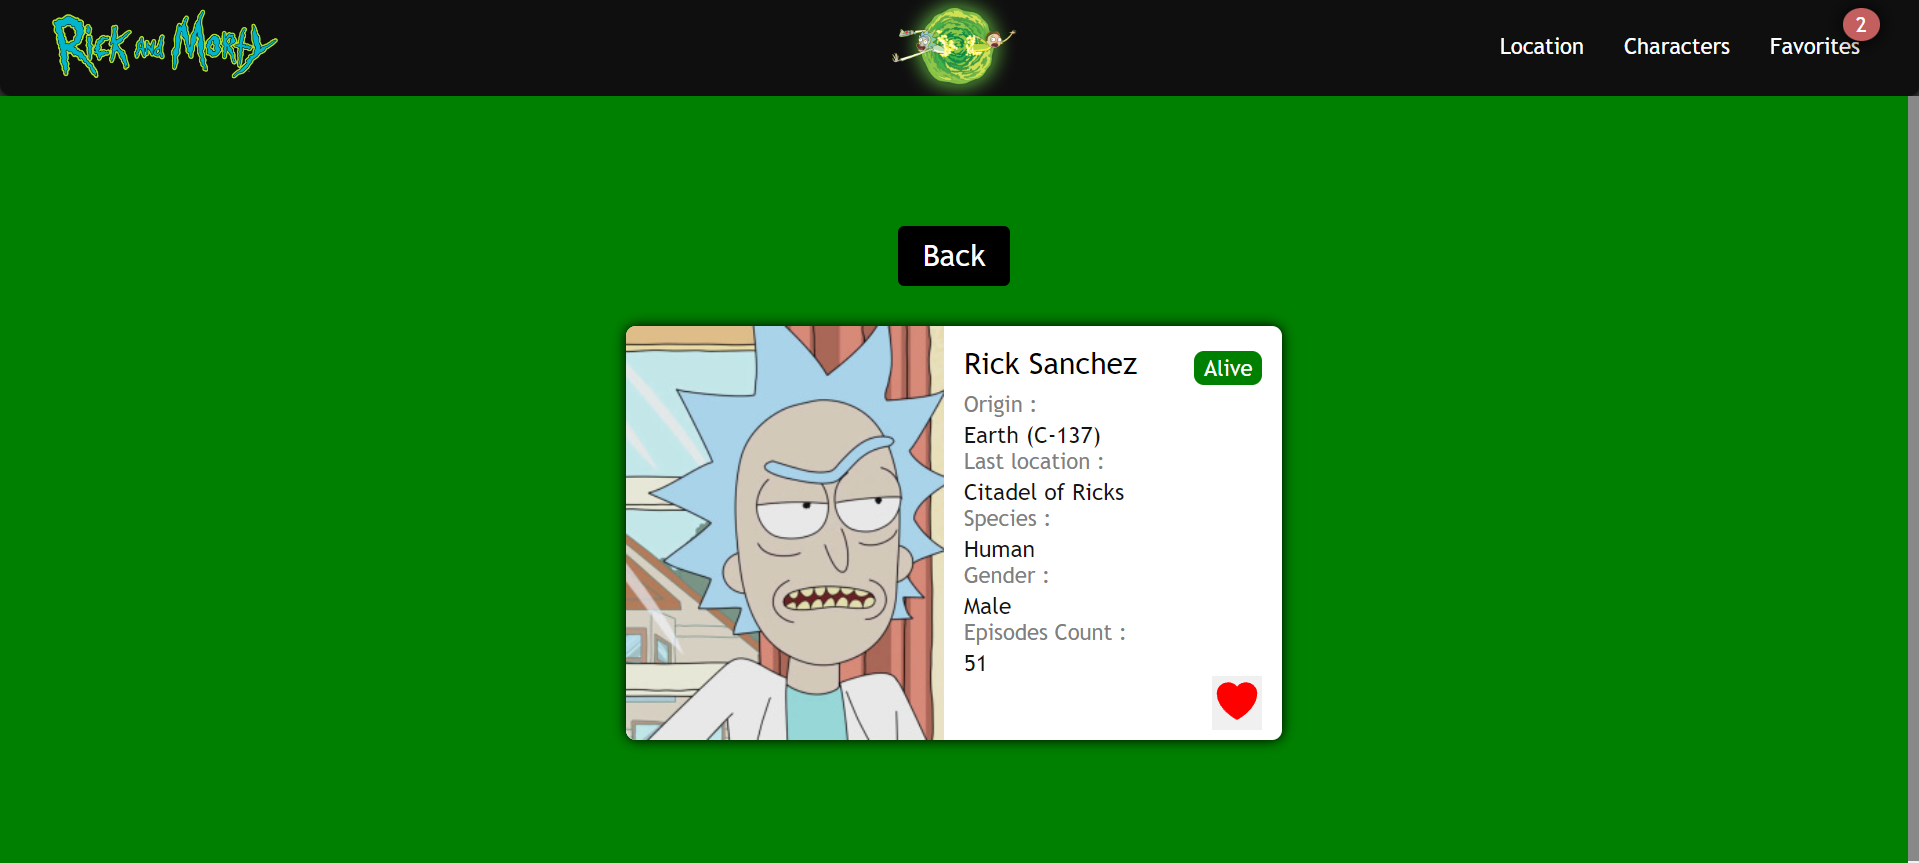 Rick and Morty
Location Characters Favorites 2
Back
Rick Sanchez Alive
Origin :
Earth (C-137)
Last location :
Citadel of Ricks
Species :
Human
Gender :
Male
Episodes Count :
51